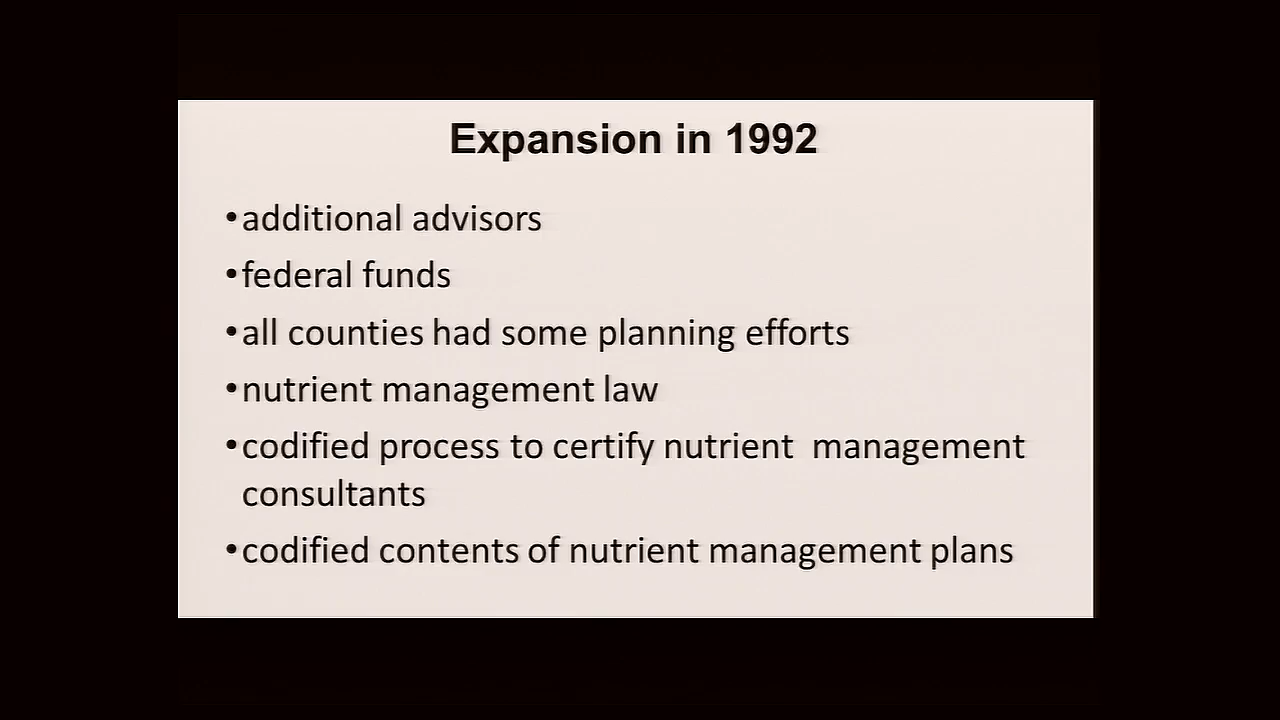 Expansion in 1992
•additional advisors
•federal funds
•all counties had some planning efforts
•nutrient management law
•codified process to certify nutrient  management
consultants
•codified contents of nutrient management plans